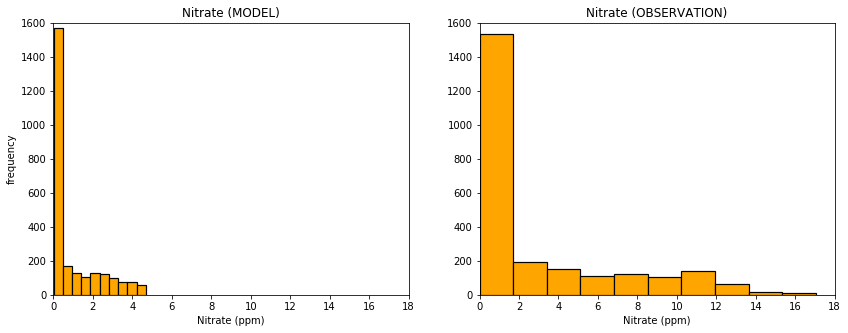 Nitrate (MODEL)
1600
1400
1200
1000
800
600
400
200
0
frequency
0 2 4 6 8 10 12 14 16 18
Nitrate (ppm)
Nitrate (OBSERVATION)
1600
1400
1200
1000
800
600
400
200
0
0 2 4 6 8 10 12 14 16 18
Nitrate (ppm)